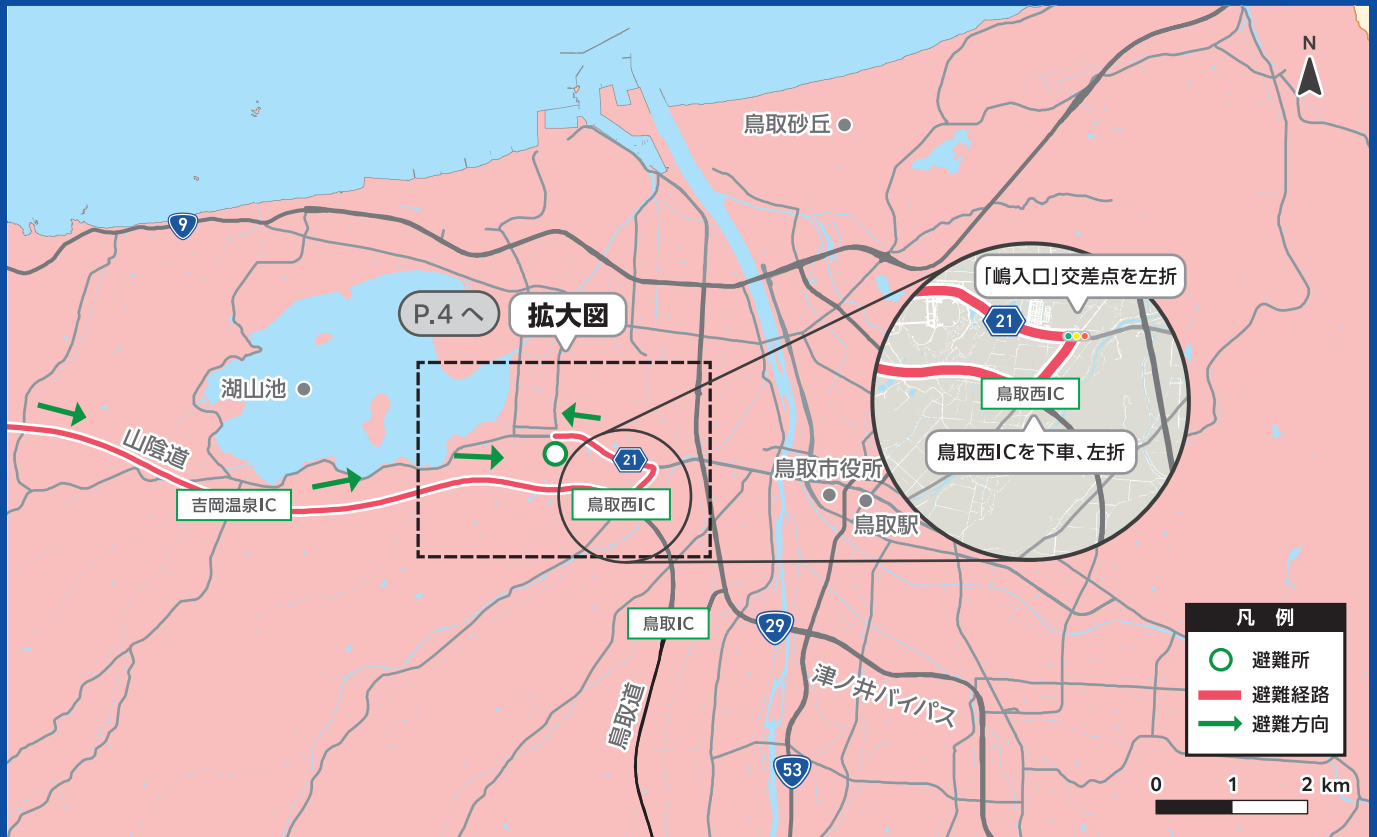 N
鳥取砂丘
9
「嶋入口」交差点を左折
P.4 へ
拡大図
21
湖山池
鳥取西IC
山陰道
鳥取西ICを下車、左折
21
鳥取市役所
吉岡温泉IC
鳥取西IC
鳥取駅
鳥取IC
29
凡 例
避難所
避難経路
避難方向
津ノ井バイパス
鳥取道
53
0 1 2 km